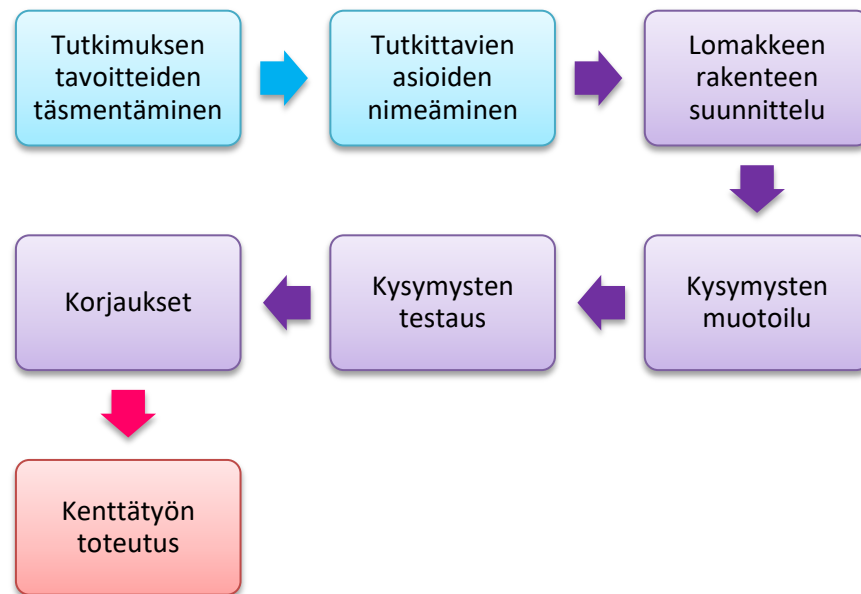 Tutkimuksen
tavoitteiden
täsmentäminen
Tutkittavien
asioiden
nimeäminen
Lomakkeen
rakenteen
suunnittelu
Kysymysten
muotoilu
Kysymysten
testaus
Korjaukset
Kenttätyön
toteutus